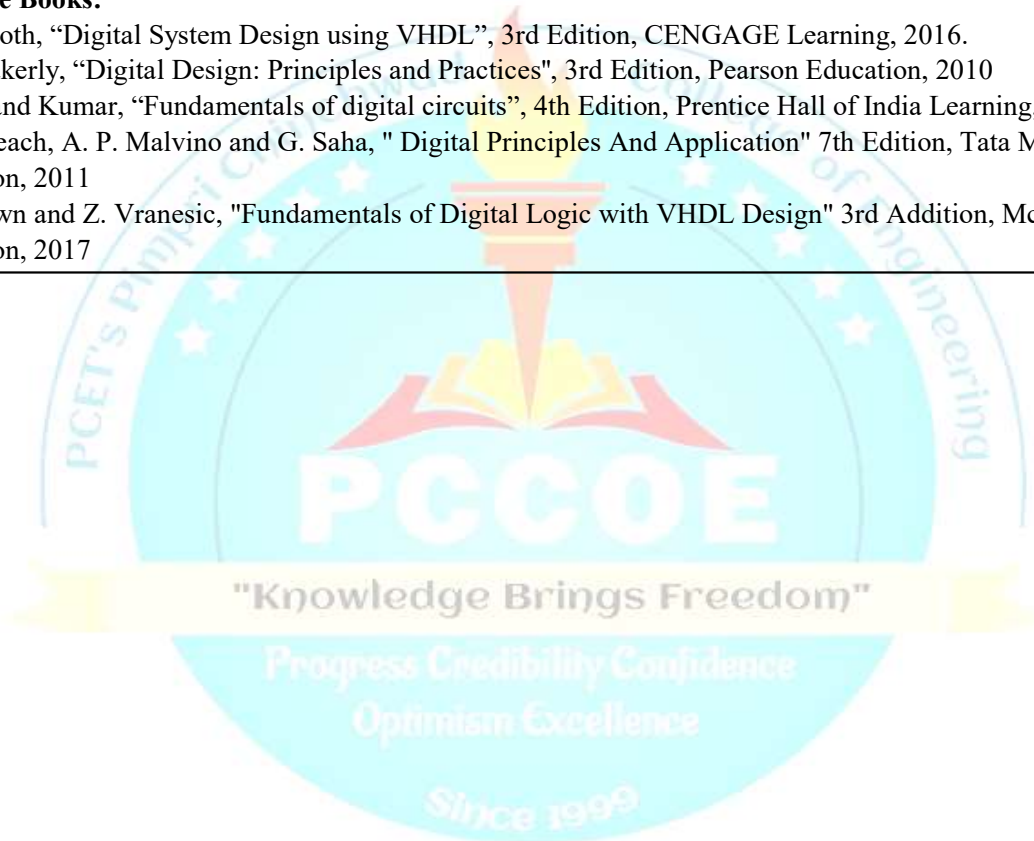 e Books:
oth, “Digital System Design using VHDL”, 3rd Edition, CENGAGE Learning, 2016.
kerly, “Digital Design: Principles and Practices", 3rd Edition, Pearson Education, 2010
and Kumar, “Fundamentals of digital circuits”, 4th Edition, Prentice Hall of India Learning,
each, A. P. Malvino and G. Saha, " Digital Principles And Application" 7th Edition, Tata M
on, 2011
wn and Z. Vranesic, "Fundamentals of Digital Logic with VHDL Design" 3rd Addition, Mc
on, 2017
PCET's Pimpri Chinchwad College of Engineering
PCCOE
"Knowledge Brings Freedom"
Progress Credibility Confidence
Optimism Excellence
Since 1999